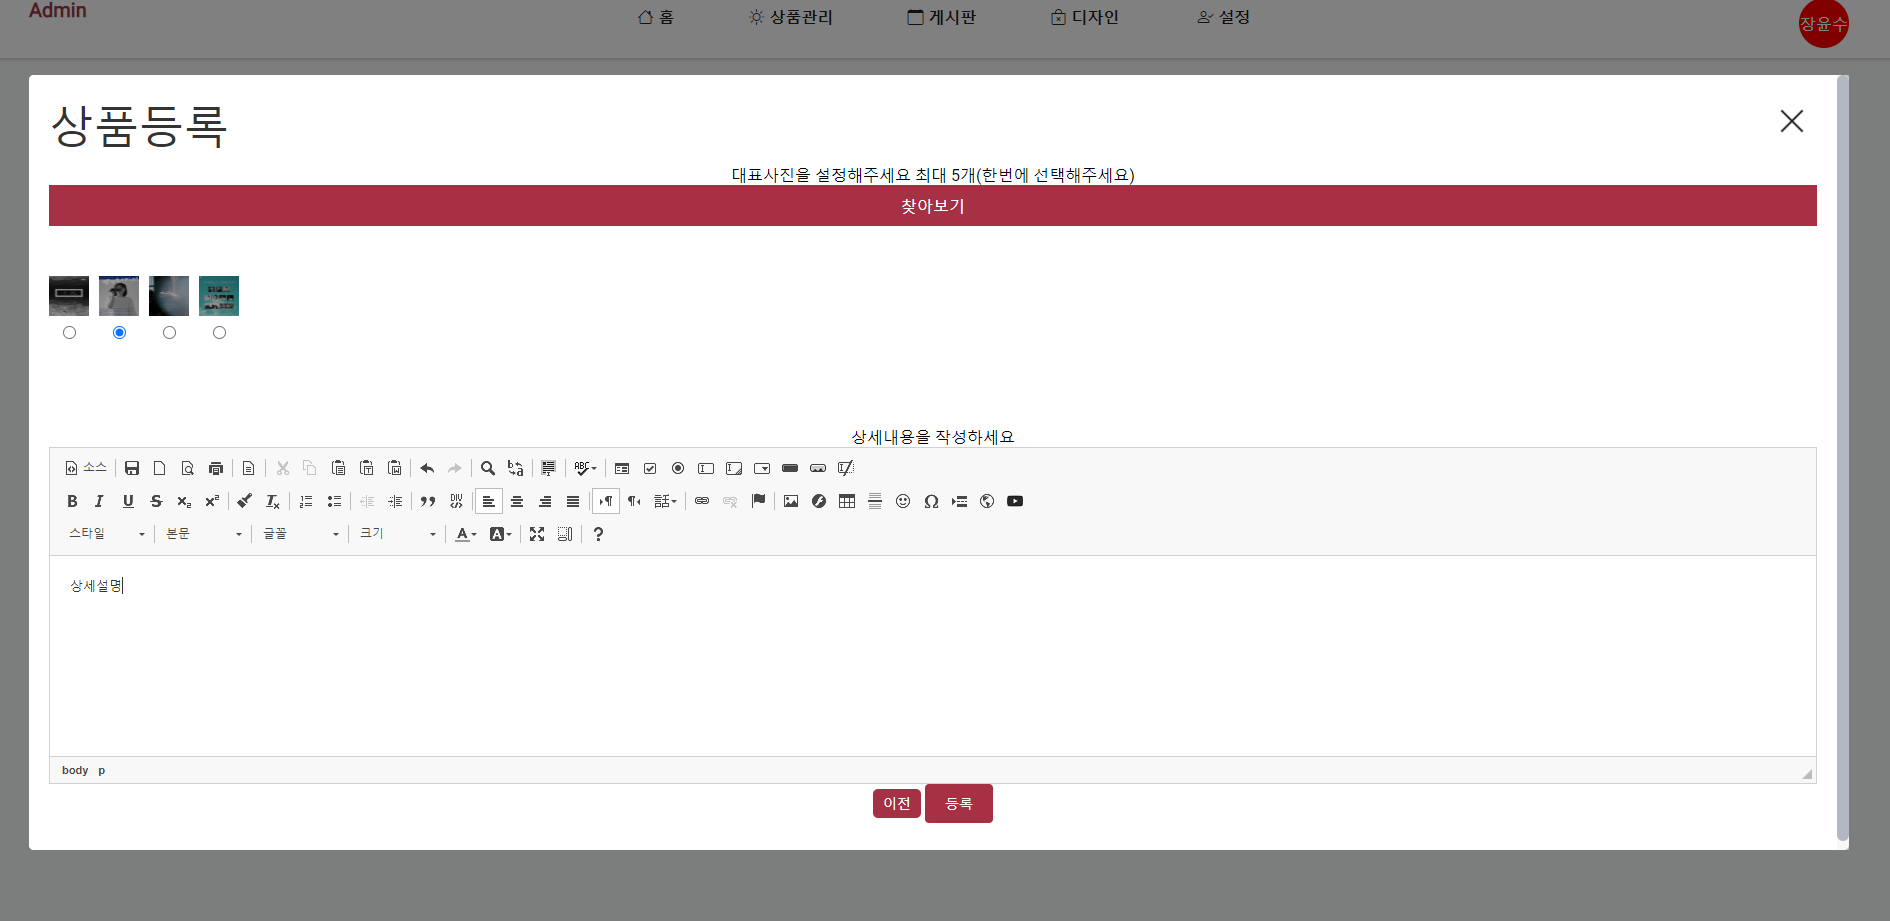 Admin
홈 상품관리 게시판 디자인 설정
장윤수
상품등록
대표사진을 설정해주세요 최대 5개(한번에 선택해주세요)
찾아보기
상세내용을 작성하세요
소스
스타일 본문 글꼴 크기
상세설명
body p
이전 등록